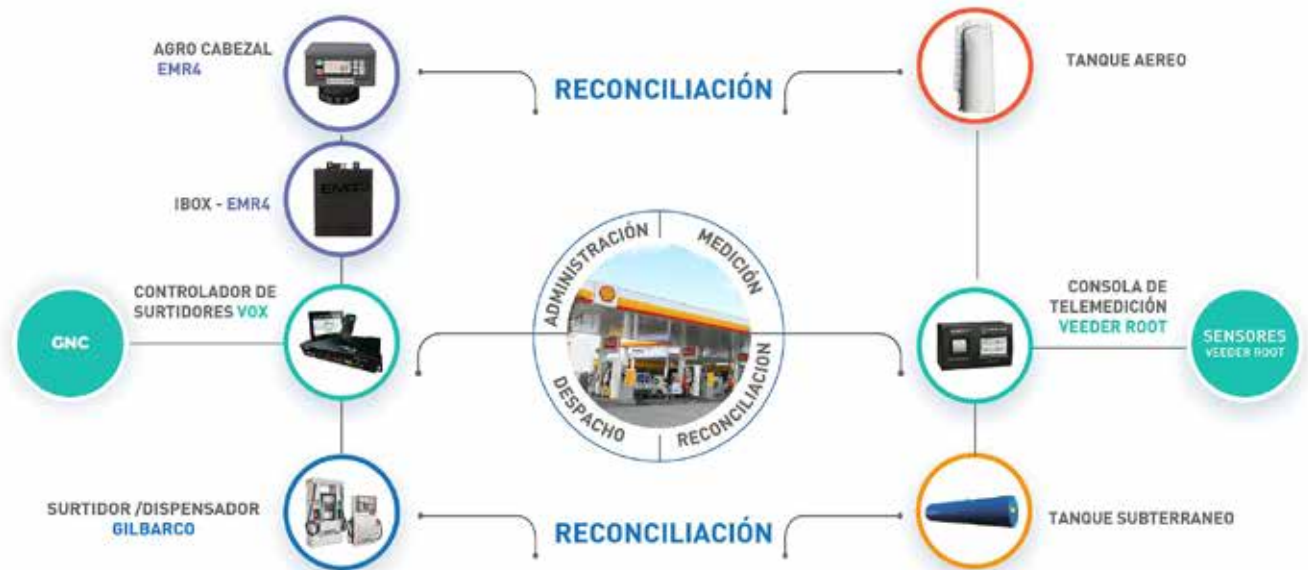 AGRO CABEZAL
EMR4
RECONCILIACIÓN
TANQUE AEREO
EMR3
IBOX - EMR4
CONTROLADOR DE
SURTIDORES VOX
GNC
ADMINISTRACIÓN
MEDICIÓN
DESPACHO
RECONCILIACION
CONSOLA DE
TELEMEDICIÓN
VEEDER ROOT
SENSORES
VEEDER ROOT
SURTIDOR /DISPENSADOR
GILBARCO
RECONCILIACIÓN
TANQUE SUBTERRANEO